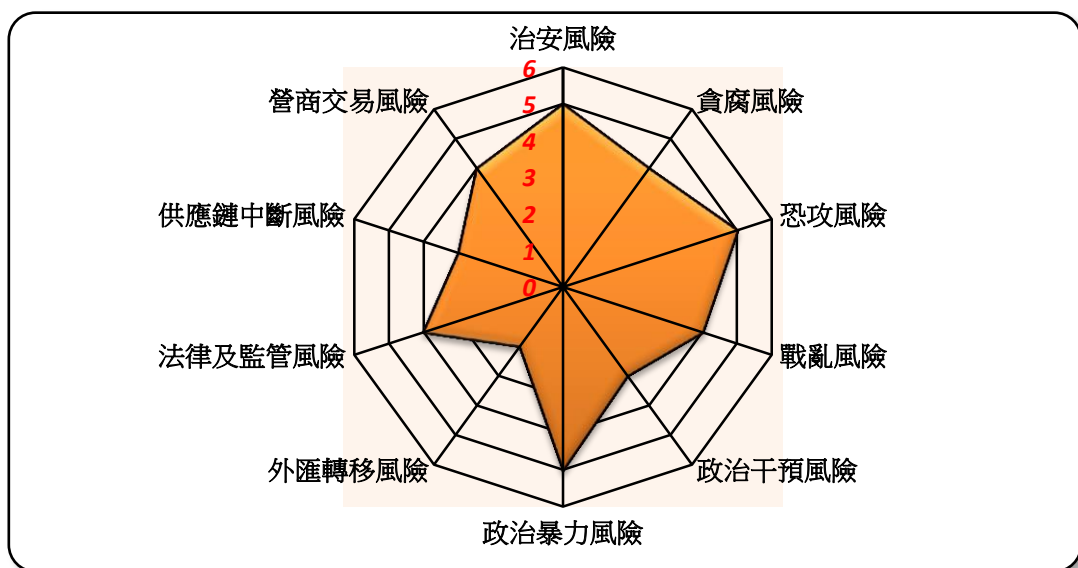 治安風險
貪腐風險
恐攻風險
戰亂風險
政治干預風險
政治暴力風險
外匯轉移風險
法律及監管風險
供應鏈中斷風險
營商交易風險
6
5
4
3
2
1
0